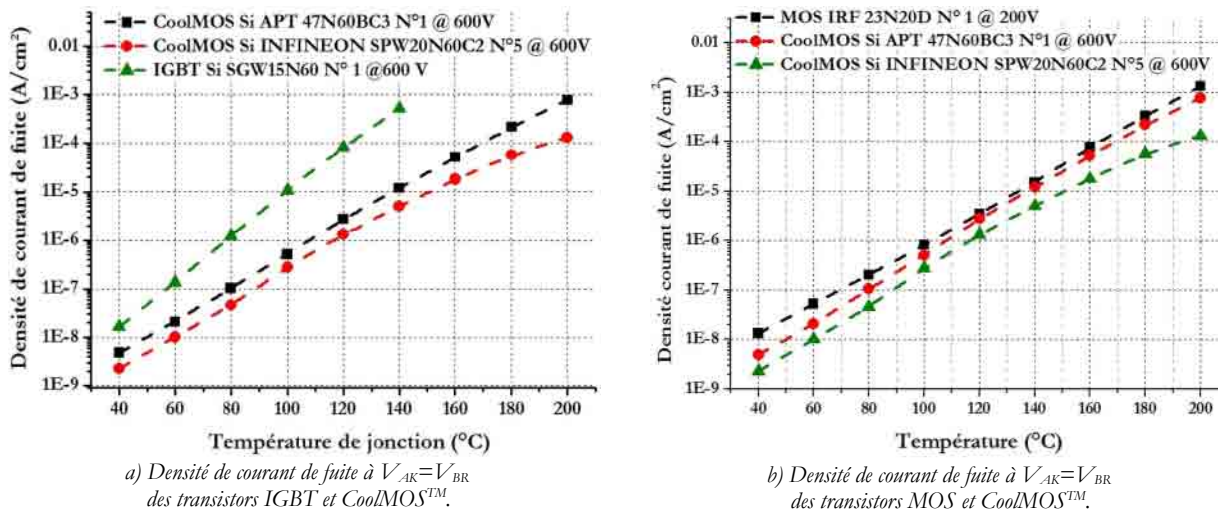 CoolMOS Si APT 47N60BC3 N°1 @ 600V
CoolMOS Si INFINEON SPW20N60C2 N°5 @ 600V
IGBT Si SGW15N60 N° 1 @600 V
Densité de courant de fuite (A/cm²)
0.01
1E-3
1E-4
1E-5
1E-6
1E-7
1E-8
1E-9
40 60 80 100 120 140 160 180 200
Température de jonction (°C)
a) Densité de courant de fuite à V_AK=V_BR
des transistors IGBT et CoolMOS™.
MOS IRF 23N20D N° 1 @ 200V
CoolMOS Si APT 47N60BC3 N°1 @ 600V
CoolMOS Si INFINEON SPW20N60C2 N°5 @ 600V
Densité courant de fuite (A/cm²)
0.01
1E-3
1E-4
1E-5
1E-6
1E-7
1E-8
1E-9
40 60 80 100 120 140 160 180 200
Température (°C)
b) Densité de courant de fuite à V_AK=V_BR
des transistors MOS et CoolMOS™.